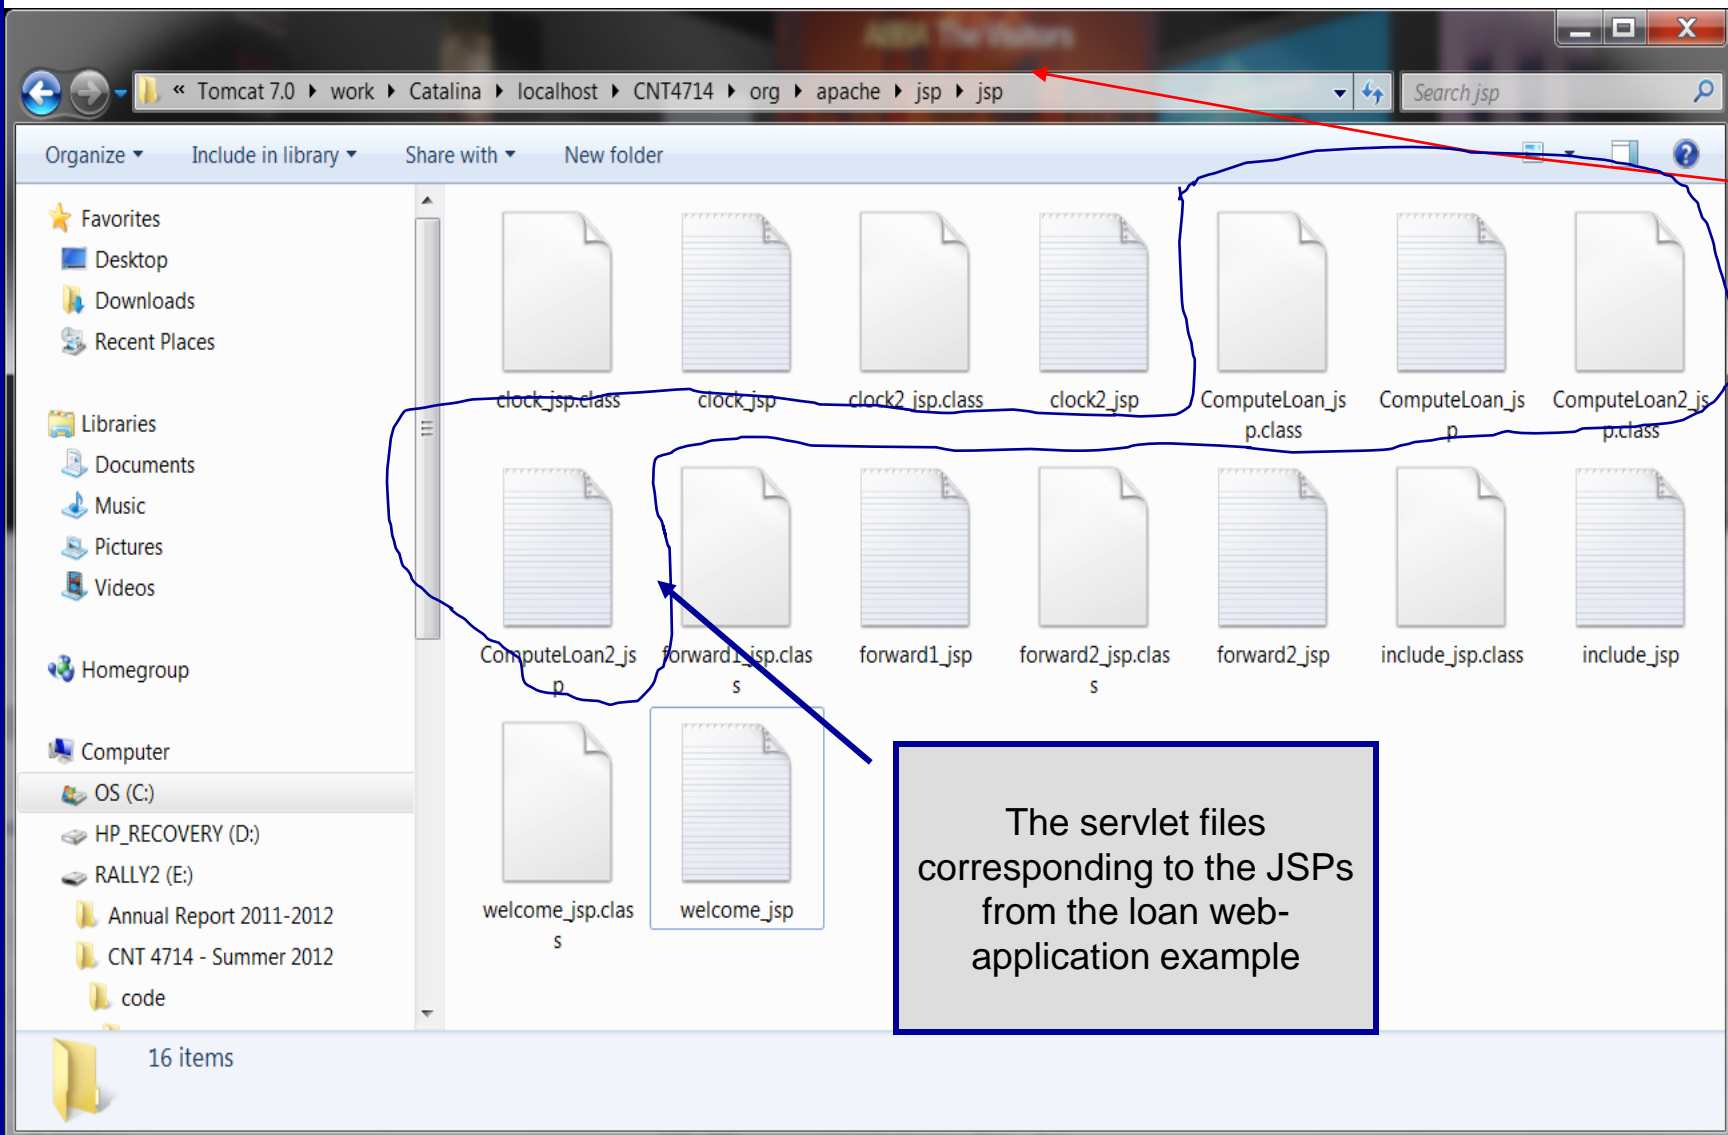 ABBA The Visitors
« Tomcat 7.0 ▸ work ▸ Catalina ▸ localhost ▸ CNT4714 ▸ org ▸ apache ▸ jsp ▸ jsp
Search jsp
Organize ▾ Include in library ▾ Share with ▾ New folder
Favorites
Desktop
Downloads
Recent Places
Libraries
Documents
Music
Pictures
Videos
Homegroup
Computer
OS (C:)
HP_RECOVERY (D:)
RALLY2 (E:)
Annual Report 2011-2012
CNT 4714 - Summer 2012
code
clock_jsp.class
clock_jsp
clock2_jsp.class
clock2_jsp
ComputeLoan_js
p.class
ComputeLoan_js
p
ComputeLoan2_js
p.class
ComputeLoan2_js
p
forward1_jsp.clas
s
forward1_jsp
forward2_jsp.clas
s
forward2_jsp
include_jsp.class
include_jsp
welcome_jsp.clas
s
welcome_jsp
The servlet files
corresponding to the JSPs
from the loan web-
application example
16 items